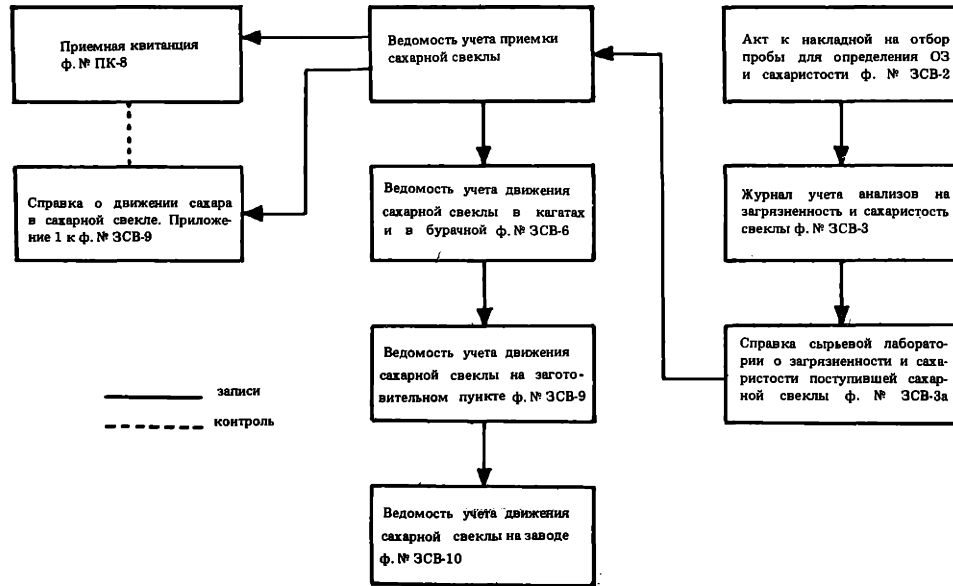 Приемная квитанция
ф. № ПК-8
Ведомость учета приемки
сахарной свеклы
Акт к накладной на отбор
пробы для определения ОЗ
и сахаристости ф. № ЗСВ-2
Справка о движении сахара
в сахарной свекле. Приложе-
ние 1 к ф. № ЗСВ-9
Ведомость учета движения
сахарной свеклы в кагатах
и в бурачной ф. № ЗСВ-6
Журнал учета анализов на
загрязненность и сахаристость
свеклы ф. № ЗСВ-3
Ведомость учета движения
сахарной свеклы на загото-
вительном пункте ф. № ЗСВ-9
Справка сырьевой лаборато-
рии о загрязненности и саха-
ристости поступившей сахар-
ной свеклы ф. № ЗСВ-3а
записи
контроль
Ведомость учета движения
сахарной свеклы на заводе
ф. № ЗСВ-10